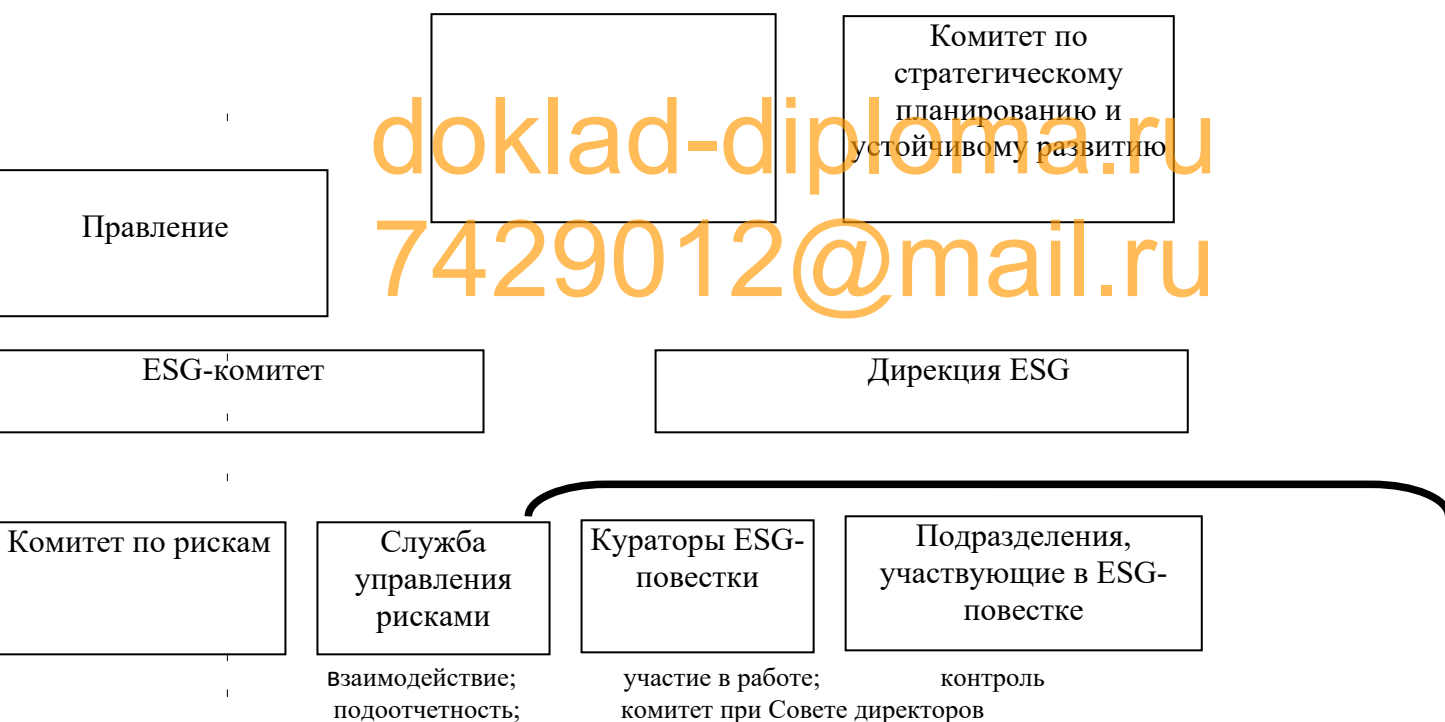 Комитет по
стратегическому
планированию и
устойчивому развитию
doklad-diploma.ru
7429012@mail.ru
Правление
ESG-комитет
Дирекция ESG
Комитет по рискам
Служба
управления
рисками
Кураторы ESG-
повестки
Подразделения,
участвующие в ESG-
повестке
взаимодействие; участие в работе; контроль
подоотчетность; комитет при Совете директоров